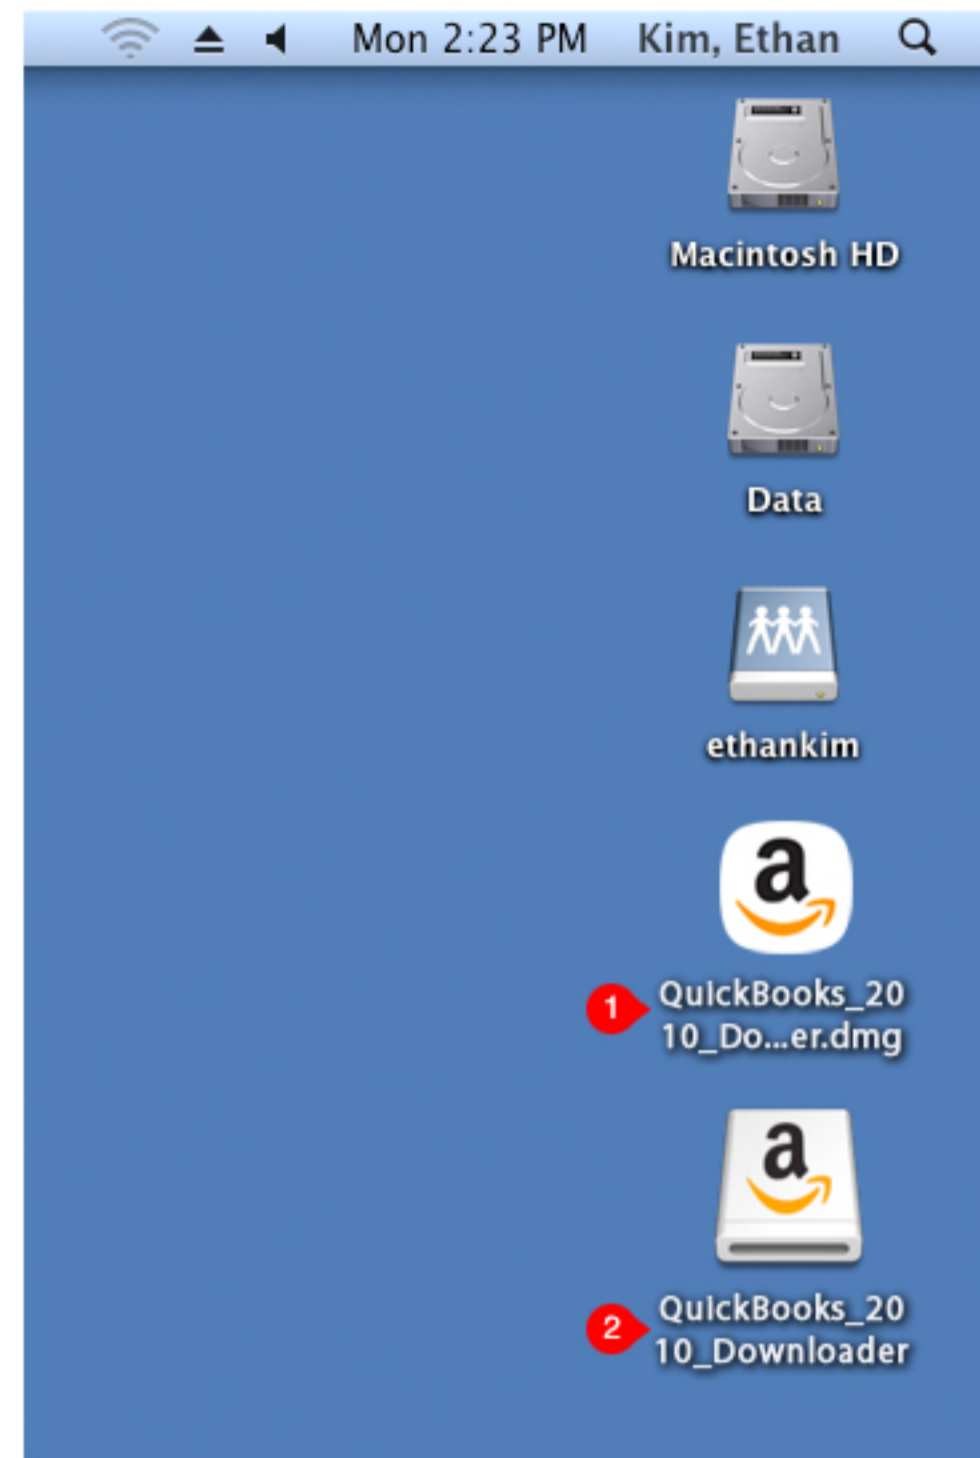 Mon 2:23 PM Kim, Ethan
Macintosh HD
Data
ethankim
a
1
QuickBooks_20
10_Do...er.dmg
a
2
QuickBooks_20
10_Downloader